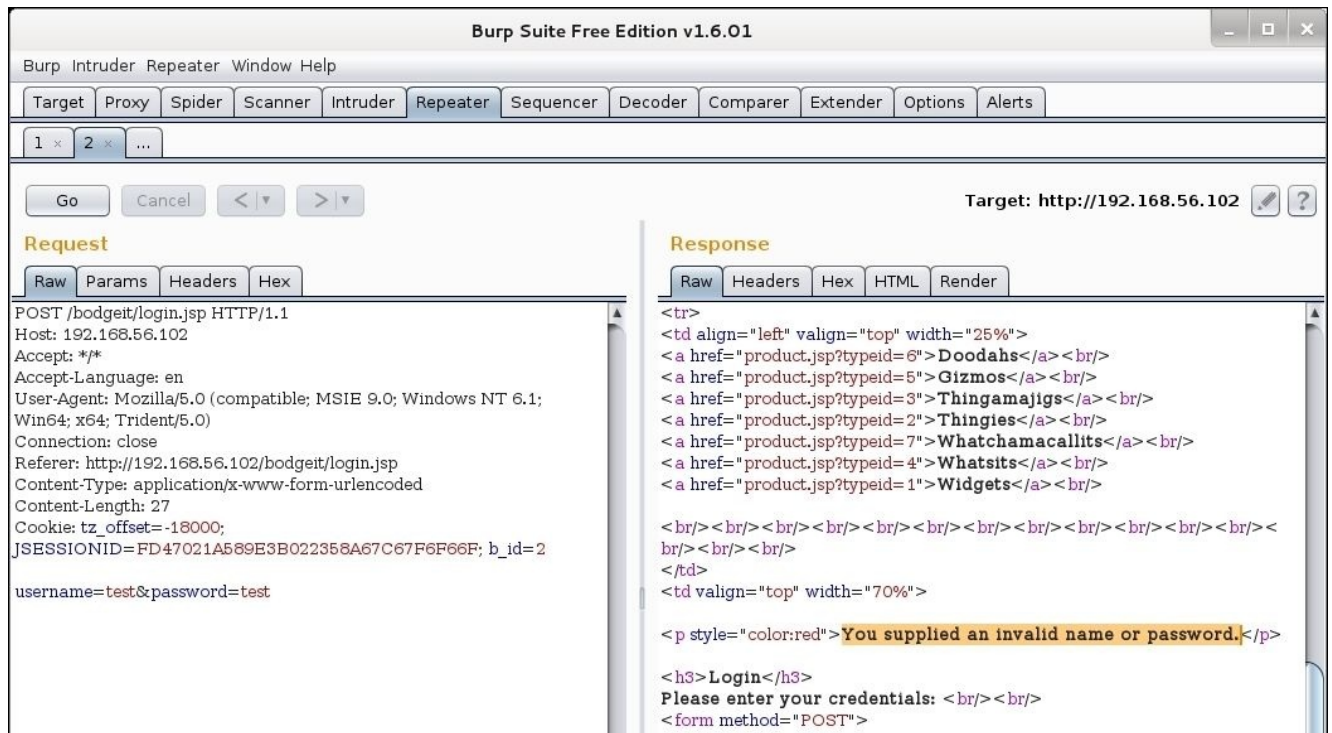 Burp Suite Free Edition v1.6.01
Burp Intruder Repeater Window Help
Target Proxy Spider Scanner Intruder Repeater Sequencer Decoder Comparer Extender Options Alerts
1 × 2 × ...
Go Cancel < > Target: http://192.168.56.102 ?
Request
Raw Params Headers Hex
POST /bodgeit/login.jsp HTTP/1.1
Host: 192.168.56.102
Accept: */*
Accept-Language: en
User-Agent: Mozilla/5.0 (compatible; MSIE 9.0; Windows NT 6.1;
Win64; x64; Trident/5.0)
Connection: close
Referer: http://192.168.56.102/bodgeit/login.jsp
Content-Type: application/x-www-form-urlencoded
Content-Length: 27
Cookie: tz_offset=-18000;
JSESSIONID=FD47021A589E3B022358A67C67F6F66F; b_id=2
username=test&password=test
Response
Raw Headers Hex HTML Render
<tr>
<td align="left" valign="top" width="25%">
<a href="product.jsp?typeid=6">Doodahs</a><br/>
<a href="product.jsp?typeid=5">Gizmos</a><br/>
<a href="product.jsp?typeid=3">Thingamajigs</a><br/>
<a href="product.jsp?typeid=2">Thingies</a><br/>
<a href="product.jsp?typeid=7">Whatchamacallits</a><br/>
<a href="product.jsp?typeid=4">Whatsits</a><br/>
<a href="product.jsp?typeid=1">Widgets</a><br/>
<br/><br/><br/><br/><br/><br/><br/><br/><br/><br/><br/><br/><
br/><br/><br/>
</td>
<td valign="top" width="70%">
<p style="color:red">You supplied an invalid name or password.</p>
<h3>Login</h3>
Please enter your credentials: <br/><br/>
<form method="POST">